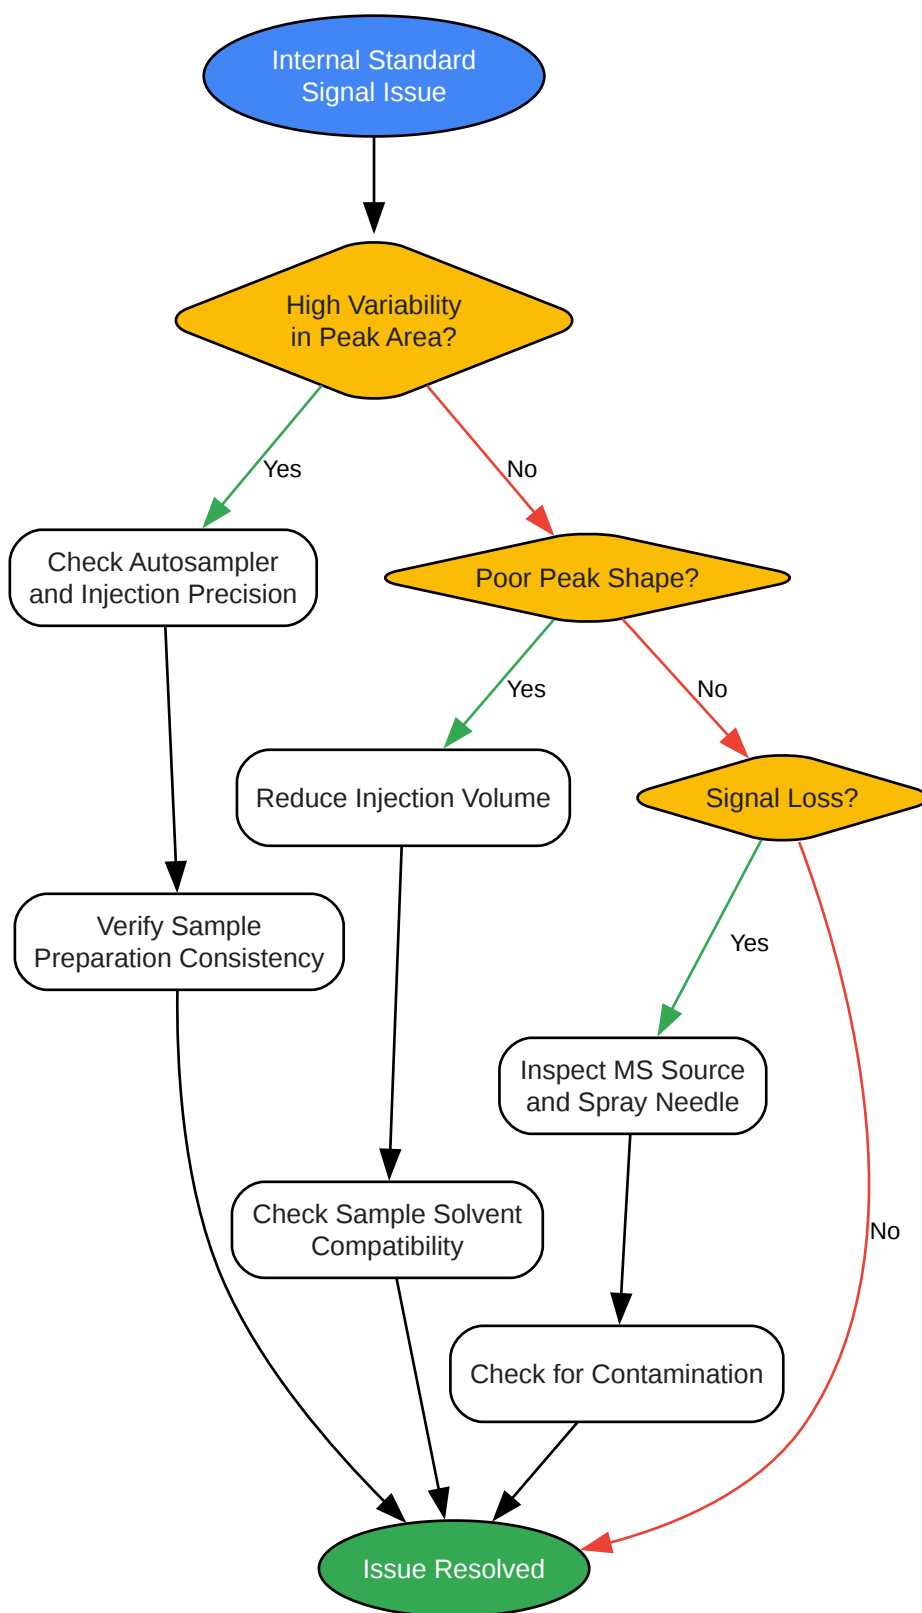 Internal Standard
Signal Issue
High Variability
in Peak Area?
Yes
No
Check Autosampler
and Injection Precision
Poor Peak Shape?
Yes
No
Reduce Injection Volume
Signal Loss?
Verify Sample
Preparation Consistency
Yes
Inspect MS Source
and Spray Needle
Check Sample Solvent
Compatibility
No
Check for Contamination
Issue Resolved